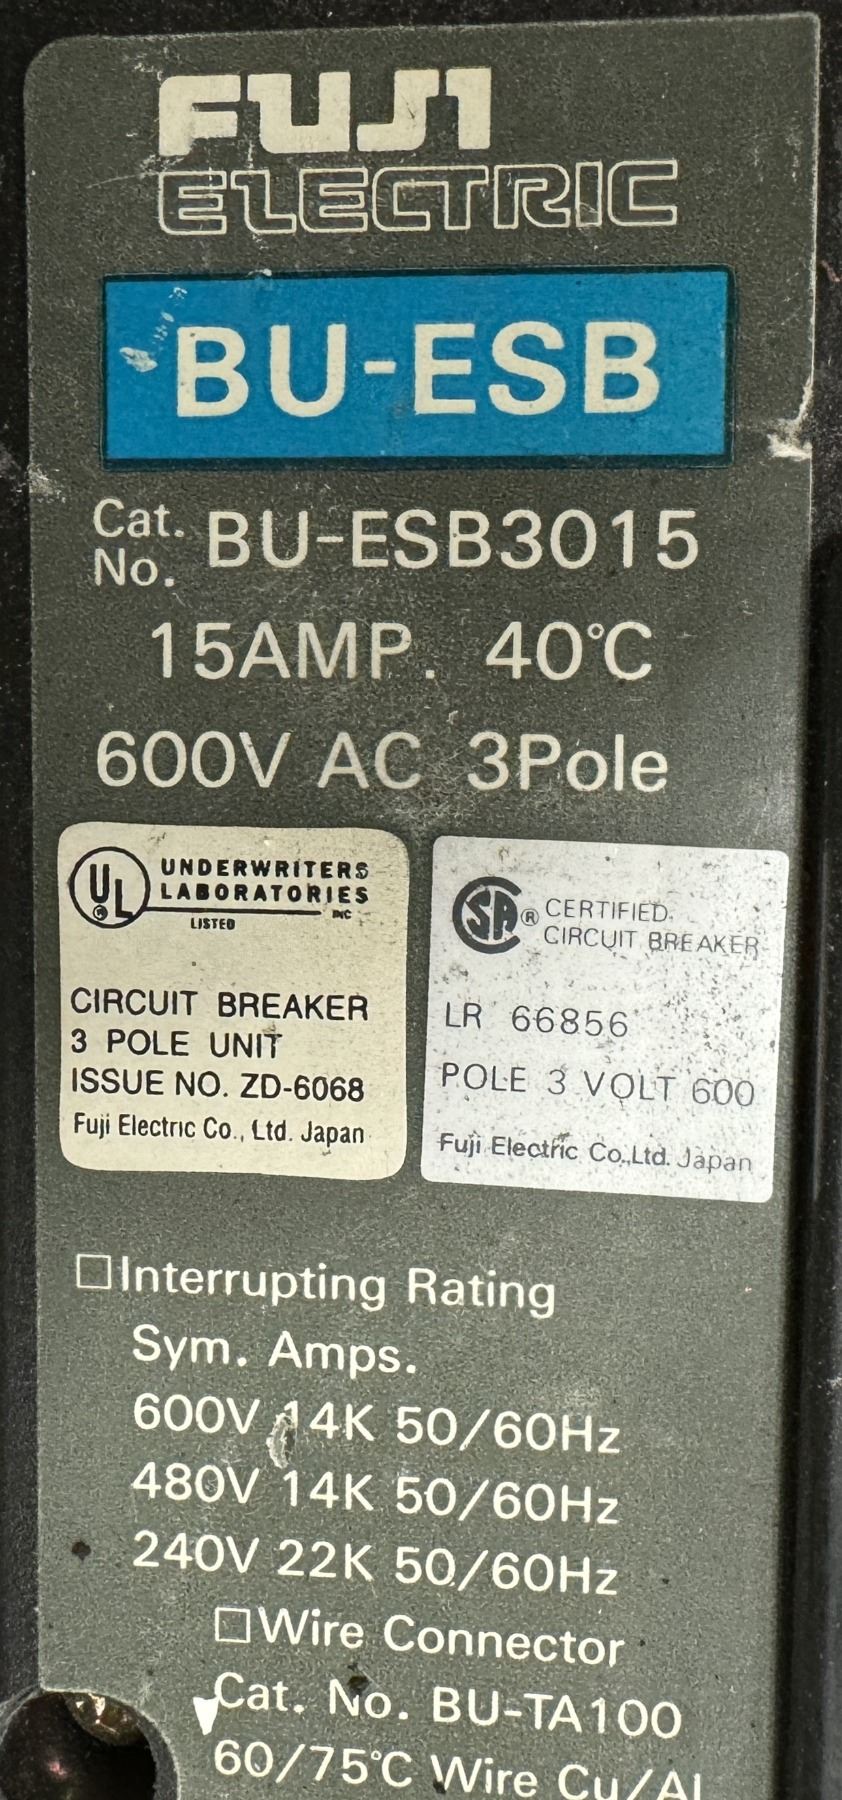 FUJI
ELECTRIC
BU-ESB
Cat. No. BU-ESB3015
15AMP. 40°C
600V AC 3Pole
UL® UNDERWRITERS
LABORATORIES
INC
LISTED
CIRCUIT BREAKER
3 POLE UNIT
ISSUE NO. ZD-6068
Fuji Electric Co., Ltd. Japan
SA® CERTIFIED
CIRCUIT BREAKER
LR 66856
POLE 3 VOLT 600
Fuji Electric Co.,Ltd. Japan
□Interrupting Rating
Sym. Amps.
600V 14K 50/60Hz
480V 14K 50/60Hz
240V 22K 50/60Hz
□Wire Connector
Cat. No. BU-TA100
60/75°C Wire Cu/Al